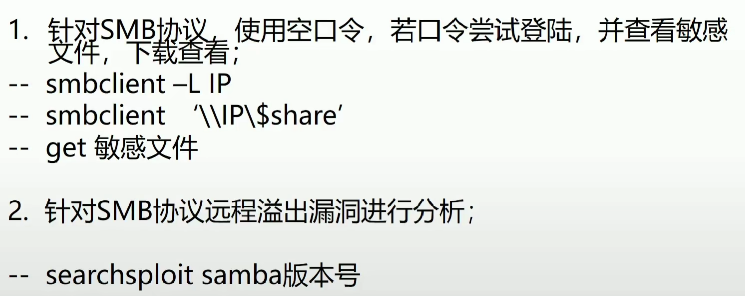 1. 针对SMB协议，使用空口令，若口令尝试登陆，并查看敏感
文件，下载查看；
-- smbclient –L IP
-- smbclient ‘\\IP\$share’
-- get 敏感文件
2. 针对SMB协议远程溢出漏洞进行分析；
-- searchsploit samba版本号